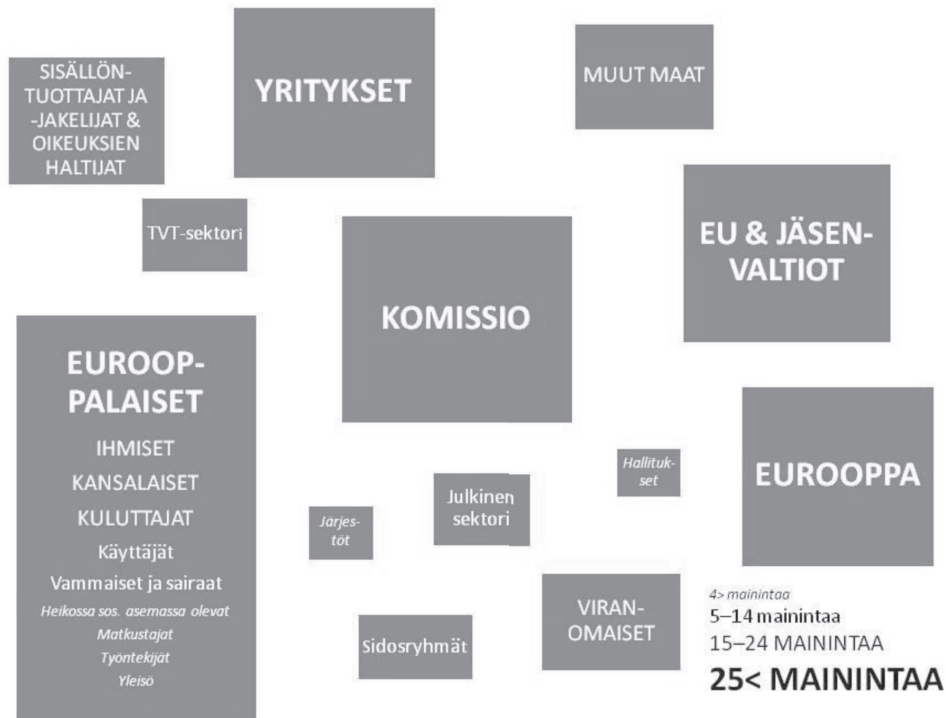 SISÄLLÖN-
TUOTTAJAT JA
-JAKELIJAT &
OIKEUKSIEN
HALTIJAT
YRITYKSET
MUUT MAAT
TVT-sektori
KOMISSIO
EU & JÄSEN-
VALTIOT
EUROOP-
PALAISET
IHMISET
KANSALAISET
KULUTTAJAT
Käyttäjät
Vammaiset ja sairaat
Heikossa sos. asemassa olevat
Matkustajat
Työntekijät
Yleisö
Järjes-
töt
Julkinen
sektori
Hallituk-
set
EUROOPPA
Sidosryhmät
VIRAN-
OMAISET
4> mainintaa
5–14 mainintaa
15–24 MAININTAA
25< MAININTAA